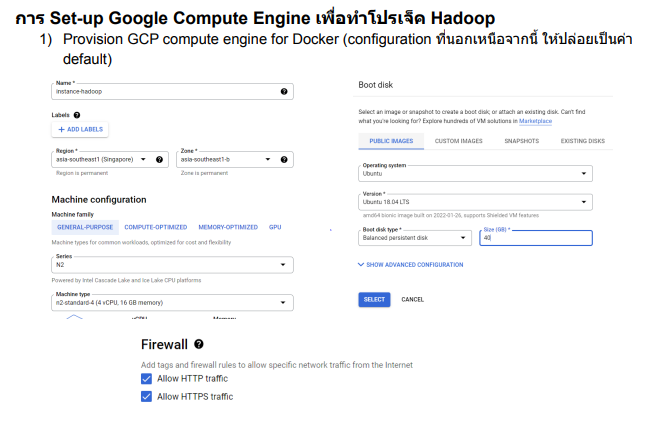 การ Set-up Google Compute Engine เพื่อทำโปรเจ็ค Hadoop
1) Provision GCP compute engine for Docker (configuration ที่นอกเหนือจากนี้ ให้ปล่อยเป็นค่า
default)
Name *
instance-hadoop
Labels
+ ADD LABELS
Region *
asia-southeast1 (Singapore)
Region is permanent
Zone *
asia-southeast1-b
Zone is permanent
Machine configuration
Machine family
GENERAL-PURPOSE COMPUTE-OPTIMIZED MEMORY-OPTIMIZED GPU
Machine types for common workloads, optimized for cost and flexibility
Series
N2
Powered by Intel Cascade Lake and Ice Lake CPU platforms
Machine type
n2-standard-4 (4 vCPU, 16 GB memory)
vCPU Memory
Boot disk
Select an image or snapshot to create a boot disk; or attach an existing disk. Can't find
what you're looking for? Explore hundreds of VM solutions in Marketplace
PUBLIC IMAGES CUSTOM IMAGES SNAPSHOTS EXISTING DISKS
Operating system
Ubuntu
Version *
Ubuntu 18.04 LTS
amd64 bionic image built on 2022-01-26, supports Shielded VM features
Boot disk type *
Balanced persistent disk
Size (GB) *
40
SHOW ADVANCED CONFIGURATION
SELECT CANCEL
Firewall
Add tags and firewall rules to allow specific network traffic from the Internet
Allow HTTP traffic
Allow HTTPS traffic